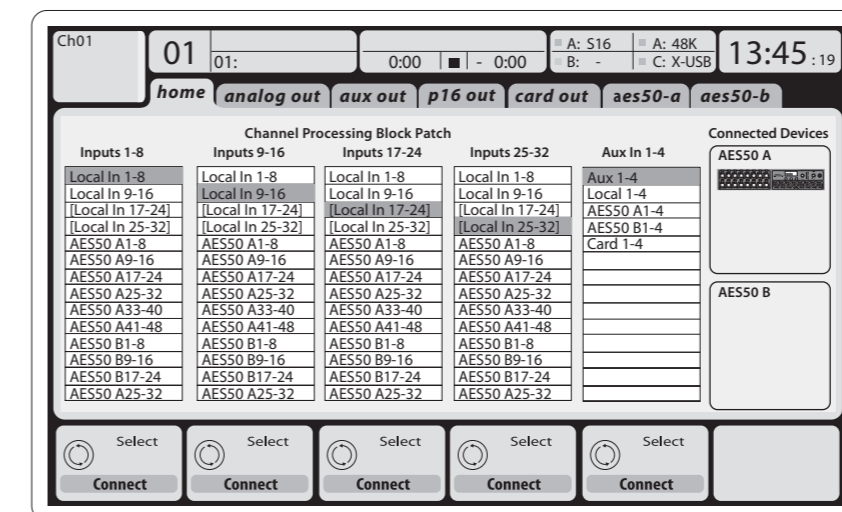 Ch01
01
01:
0:00
- 0:00
A: S16
B: -
A: 48K
C: X-USB
13:45 : 19
home
analog out
aux out
p16 out
card out
aes50-a
aes50-b
Channel Processing Block Patch
Connected Devices
Inputs 1-8
Local In 1-8
Local In 9-16
[Local In 17-24]
[Local In 25-32]
AES50 A1-8
AES50 A9-16
AES50 A17-24
AES50 A25-32
AES50 A33-40
AES50 A41-48
AES50 B1-8
AES50 B9-16
AES50 B17-24
AES50 A25-32
Inputs 9-16
Local In 1-8
Local In 9-16
[Local In 17-24]
[Local In 25-32]
AES50 A1-8
AES50 A9-16
AES50 A17-24
AES50 A25-32
AES50 A33-40
AES50 A41-48
AES50 B1-8
AES50 B9-16
AES50 B17-24
AES50 A25-32
Inputs 17-24
Local In 1-8
Local In 9-16
[Local In 17-24]
[Local In 25-32]
AES50 A1-8
AES50 A9-16
AES50 A17-24
AES50 A25-32
AES50 A33-40
AES50 A41-48
AES50 B1-8
AES50 B9-16
AES50 B17-24
AES50 A25-32
Inputs 25-32
Local In 1-8
Local In 9-16
[Local In 17-24]
[Local In 25-32]
AES50 A1-8
AES50 A9-16
AES50 A17-24
AES50 A25-32
AES50 A33-40
AES50 A41-48
AES50 B1-8
AES50 B9-16
AES50 B17-24
AES50 A25-32
Aux In 1-4
Aux 1-4
Local 1-4
AES50 A1-4
AES50 B1-4
Card 1-4
AES50 A
AES50 B
Select
Connect
Select
Connect
Select
Connect
Select
Connect
Select
Connect